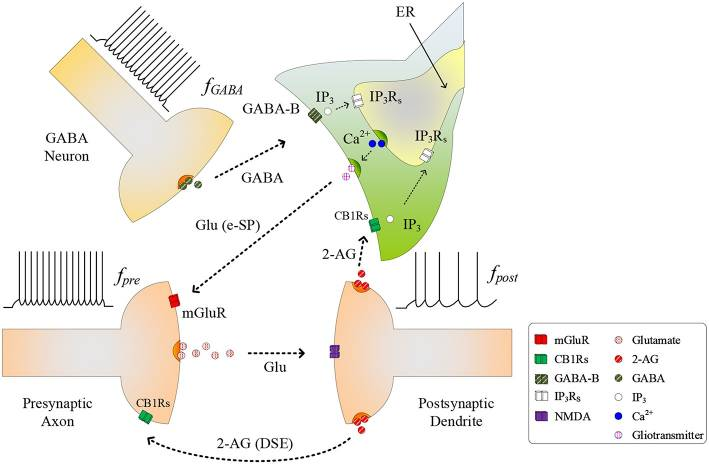 ER
f_GABA
GABA-B
IP3
IP3Rs
GABA
Neuron
Ca2+
IP3Rs
GABA
CB1Rs
IP3
Glu (e-SP)
2-AG
f_pre
f_post
mGluR
Glu
Presynaptic
Axon
CB1Rs
Postsynaptic
Dendrite
2-AG (DSE)
mGluR
CB1Rs
GABA-B
IP3Rs
NMDA
Glutamate
2-AG
GABA
IP3
Ca2+
Gliotransmitter